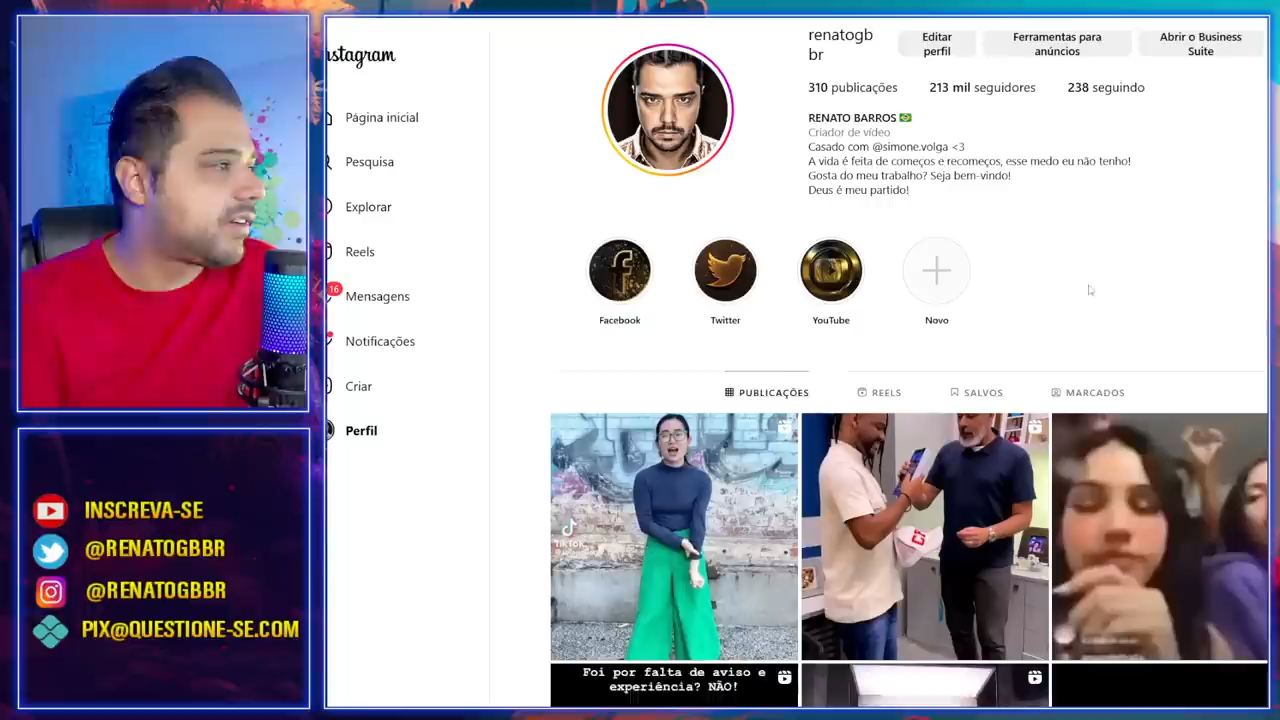 INSCREVA-SE
@RENATOGBBR
@RENATOGBBR
PIX@QUESTIONE-SE.COM
nstagram
Página inicial
Pesquisa
Explorar
Reels
16
Mensagens
Notificações
Criar
Perfil
renatogb
br
Editar
perfil
Ferramentas para
anúncios
Abrir o Business
Suite
310 publicações
213 mil seguidores
238 seguindo
RENATO BARROS 🇧🇷
Criador de vídeo
Casado com @simone.volga <3
A vida é feita de começos e recomeços, esse medo eu não tenho!
Gosta do meu trabalho? Seja bem-vindo!
Deus é meu partido!
Facebook
Twitter
YouTube
Novo
PUBLICAÇÕES
REELS
SALVOS
MARCADOS
TikTok
Foi por falta de aviso e
experiência? NÃO!